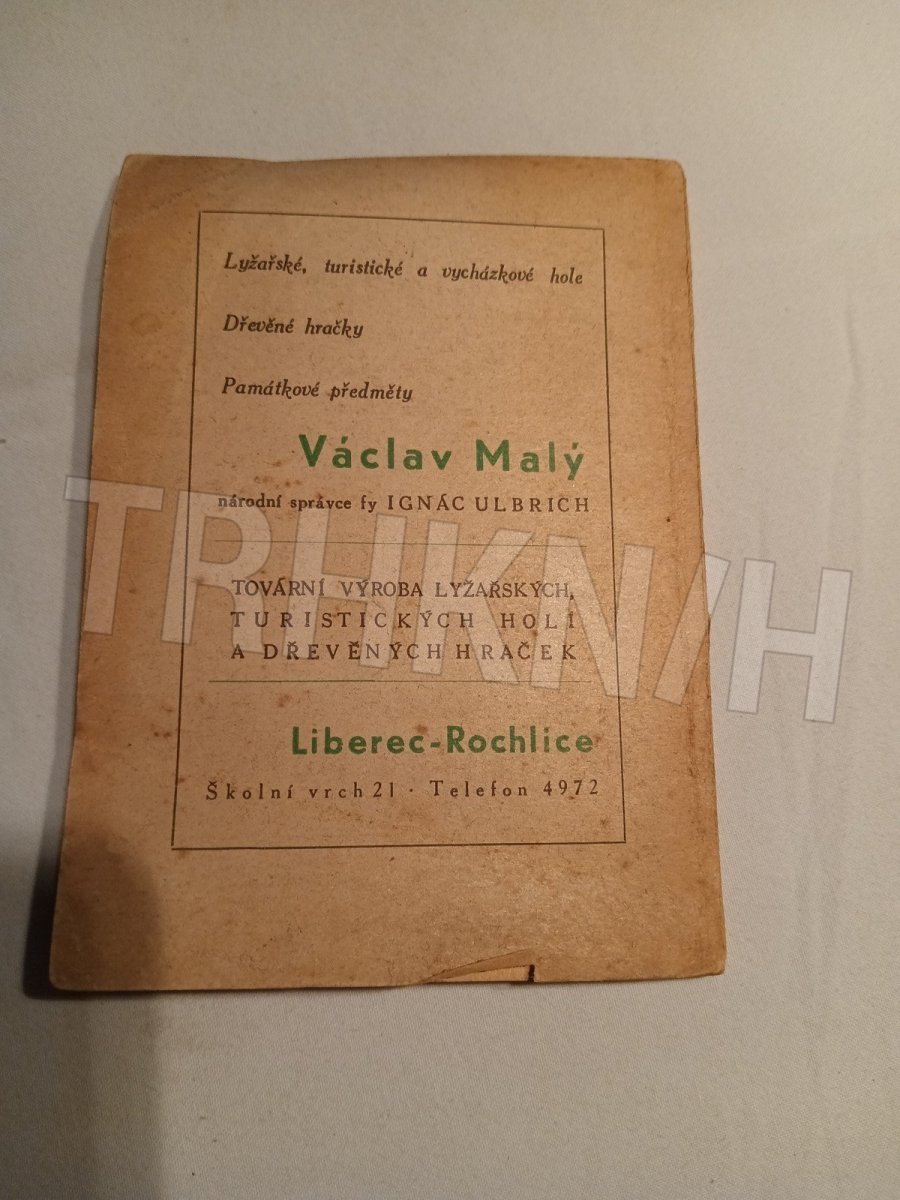 Lyžařské, turistické a vycházkové hole
Dřevěné hračky
Památkové předměty
Václav Malý
národní správce fy IGNÁC ULBRICH
TOVÁRNÍ VÝROBA LYŽAŘSKÝCH,
TURISTICKÝCH HOLÍ
A DŘEVĚNÝCH HRAČEK
Liberec-Rochlice
Školní vrch 21 · Telefon 4972
TRHKNIH